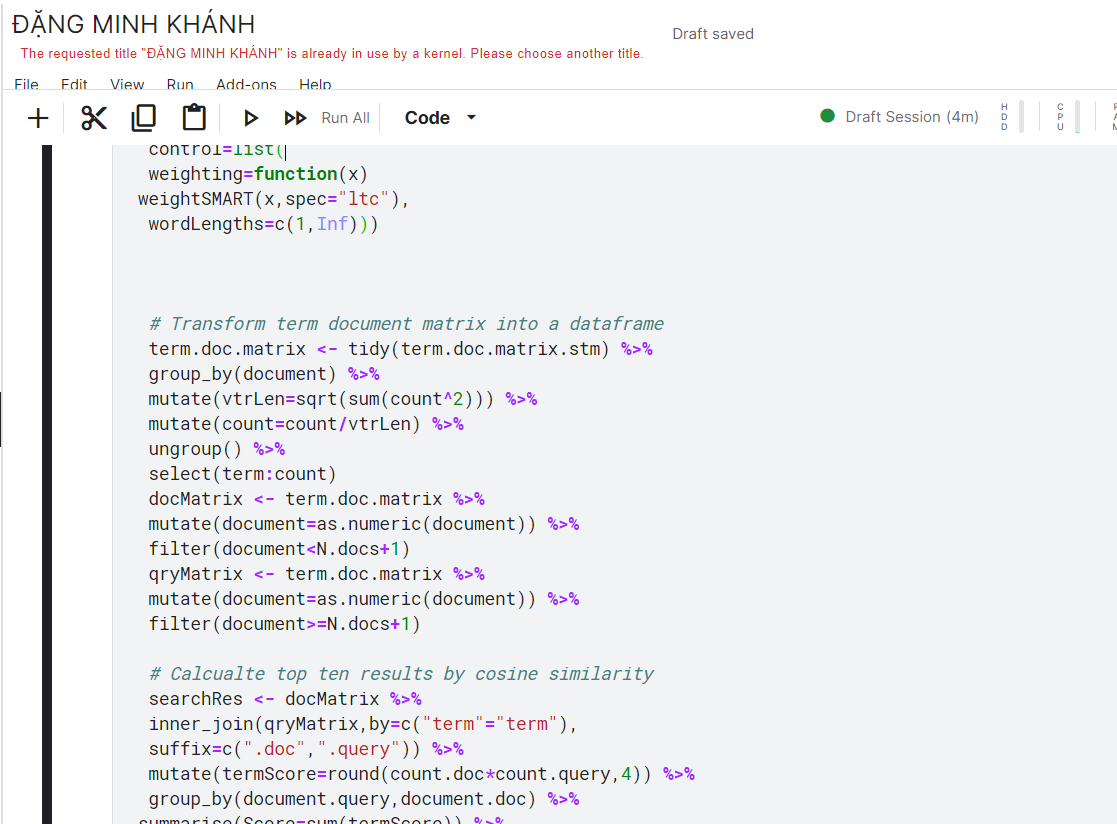 ĐẶNG MINH KHÁNH
Draft saved
The requested title "ĐẶNG MINH KHÁNH" is already in use by a kernel. Please choose another title.
File Edit View Run Add-ons Help
Run All Code Draft Session (4m) HDD CPU
control=list(
weighting=function(x)
weightSMART(x,spec="ltc"),
wordLengths=c(1,Inf)))
# Transform term document matrix into a dataframe
term.doc.matrix <- tidy(term.doc.matrix.stm) %>%
group_by(document) %>%
mutate(vtrLen=sqrt(sum(count^2))) %>%
mutate(count=count/vtrLen) %>%
ungroup() %>%
select(term:count)
docMatrix <- term.doc.matrix %>%
mutate(document=as.numeric(document)) %>%
filter(document<N.docs+1)
qryMatrix <- term.doc.matrix %>%
mutate(document=as.numeric(document)) %>%
filter(document>=N.docs+1)
# Calcualte top ten results by cosine similarity
searchRes <- docMatrix %>%
inner_join(qryMatrix,by=c("term"="term"),
suffix=c(".doc",".query")) %>%
mutate(termScore=round(count.doc*count.query,4)) %>%
group_by(document.query,document.doc) %>%
summarise(Score=sum(termScore)) %>%